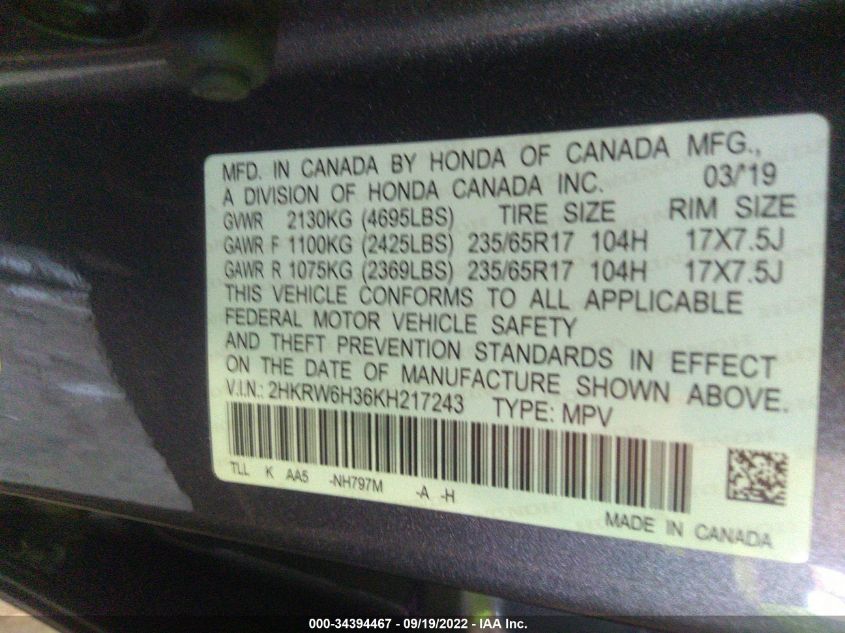 MFD. IN CANADA BY HONDA OF CANADA MFG.,
A DIVISION OF HONDA CANADA INC. 03/'19
GVWR 2130KG (4695LBS) TIRE SIZE RIM SIZE
GAWR F 1100KG (2425LBS) 235/65R17 104H 17X7.5J
GAWR R 1075KG (2369LBS) 235/65R17 104H 17X7.5J
THIS VEHICLE CONFORMS TO ALL APPLICABLE
FEDERAL MOTOR VEHICLE SAFETY
AND THEFT PREVENTION STANDARDS IN EFFECT
ON THE DATE OF MANUFACTURE SHOWN ABOVE.
V.I.N.: 2HKRW6H36KH217243 TYPE: MPV
TLL K AA5 -NH797M -A -H
MADE IN CANADA
000-34394467 - 09/19/2022 - IAA Inc.